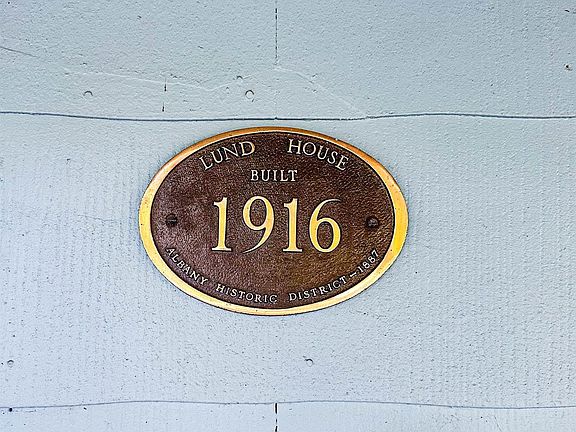 LUND HOUSE
BUILT
1916
ALBANY HISTORIC DISTRICT-1887